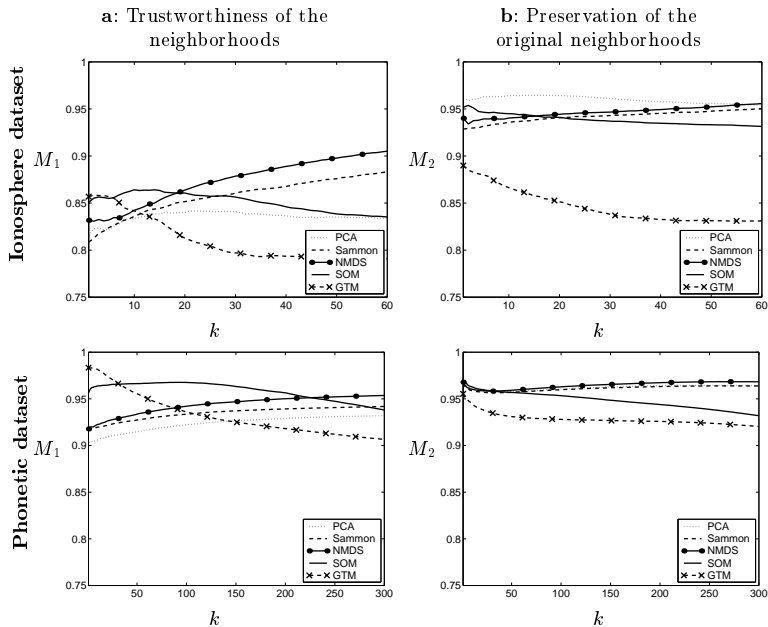 a: Trustworthiness of the
neighborhoods
b: Preservation of the
original neighborhoods
Ionosphere dataset
M1
1
0.95
0.9
0.85
0.8
0.75
10 20 30 40 50 60
k
PCA
Sammon
NMDS
SOM
GTM
M2
1
0.95
0.9
0.85
0.8
0.75
10 20 30 40 50 60
k
PCA
Sammon
NMDS
SOM
GTM
Phonetic dataset
M1
1
0.95
0.9
0.85
0.8
0.75
50 100 150 200 250 300
k
PCA
Sammon
NMDS
SOM
GTM
M2
1
0.95
0.9
0.85
0.8
0.75
50 100 150 200 250 300
k
PCA
Sammon
NMDS
SOM
GTM